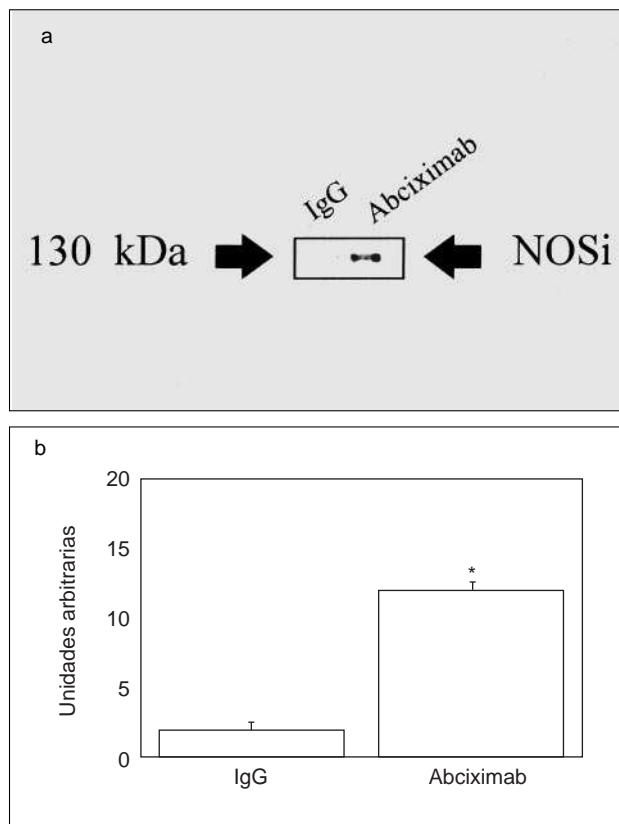 a
IgG
Abciximab
130 kDa
NOSi
b
Unidades arbitrarias
20
15
10
5
0
*
IgG
Abciximab